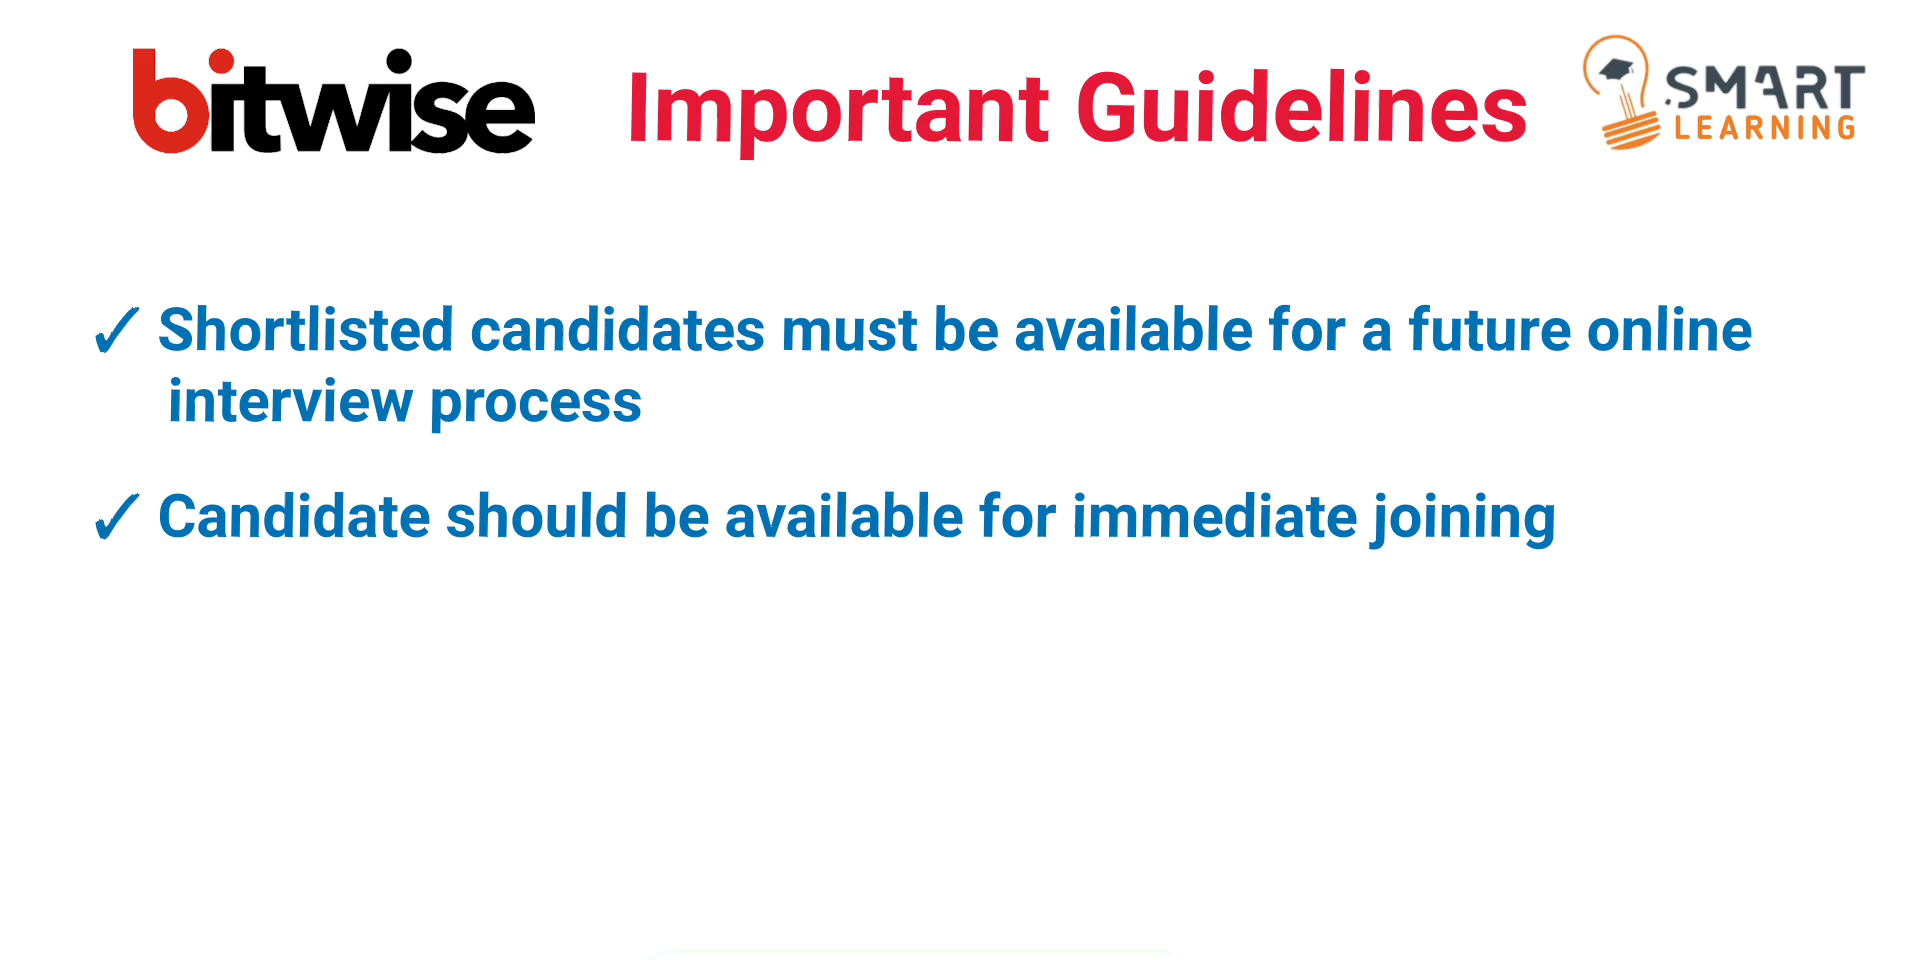 bitwise
Important Guidelines
SMART
LEARNING
✓ Shortlisted candidates must be available for a future online
interview process
✓ Candidate should be available for immediate joining